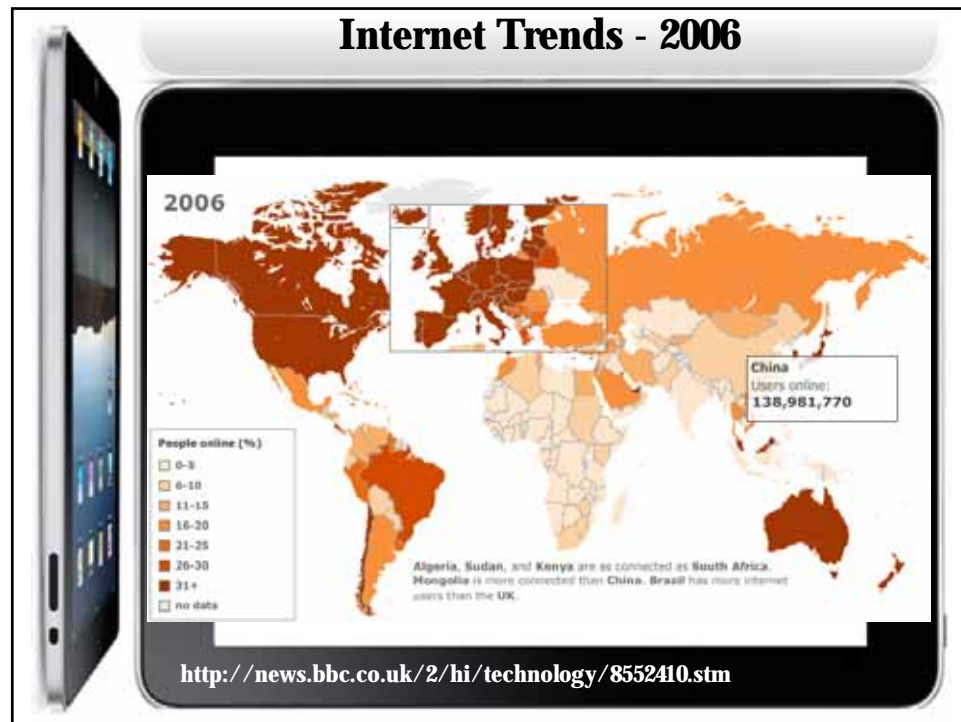 Internet Trends - 2006
2006
China
Users online:
138,981,770
People online (%)
0-5
6-10
11-15
16-20
21-25
26-30
31+
no data
Algeria, Sudan, and Kenya are as connected as South Africa.
Mongolia is more connected than China. Brazil has more internet
users than the UK.
http://news.bbc.co.uk/2/hi/technology/8552410.stm